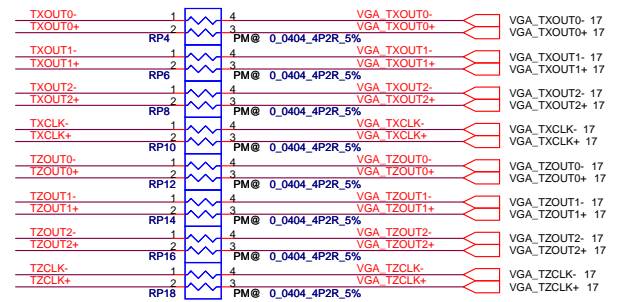 TXOUT0- 1 4 VGA_TXOUT0- VGA_TXOUT0- 17
TXOUT0+ 2 3 VGA_TXOUT0+ VGA_TXOUT0+ 17
RP4 PM@ 0_0404_4P2R_5%
TXOUT1- 1 4 VGA_TXOUT1- VGA_TXOUT1- 17
TXOUT1+ 2 3 VGA_TXOUT1+ VGA_TXOUT1+ 17
RP6 PM@ 0_0404_4P2R_5%
TXOUT2- 1 4 VGA_TXOUT2- VGA_TXOUT2- 17
TXOUT2+ 2 3 VGA_TXOUT2+ VGA_TXOUT2+ 17
RP8 PM@ 0_0404_4P2R_5%
TXCLK- 1 4 VGA_TXCLK- VGA_TXCLK- 17
TXCLK+ 2 3 VGA_TXCLK+ VGA_TXCLK+ 17
RP10 PM@ 0_0404_4P2R_5%
TZOUT0- 1 4 VGA_TZOUT0- VGA_TZOUT0- 17
TZOUT0+ 2 3 VGA_TZOUT0+ VGA_TZOUT0+ 17
RP12 PM@ 0_0404_4P2R_5%
TZOUT1- 1 4 VGA_TZOUT1- VGA_TZOUT1- 17
TZOUT1+ 2 3 VGA_TZOUT1+ VGA_TZOUT1+ 17
RP14 PM@ 0_0404_4P2R_5%
TZOUT2- 1 4 VGA_TZOUT2- VGA_TZOUT2- 17
TZOUT2+ 2 3 VGA_TZOUT2+ VGA_TZOUT2+ 17
RP16 PM@ 0_0404_4P2R_5%
TZCLK- 1 4 VGA_TZCLK- VGA_TZCLK- 17
TZCLK+ 2 3 VGA_TZCLK+ VGA_TZCLK+ 17
RP18 PM@ 0_0404_4P2R_5%